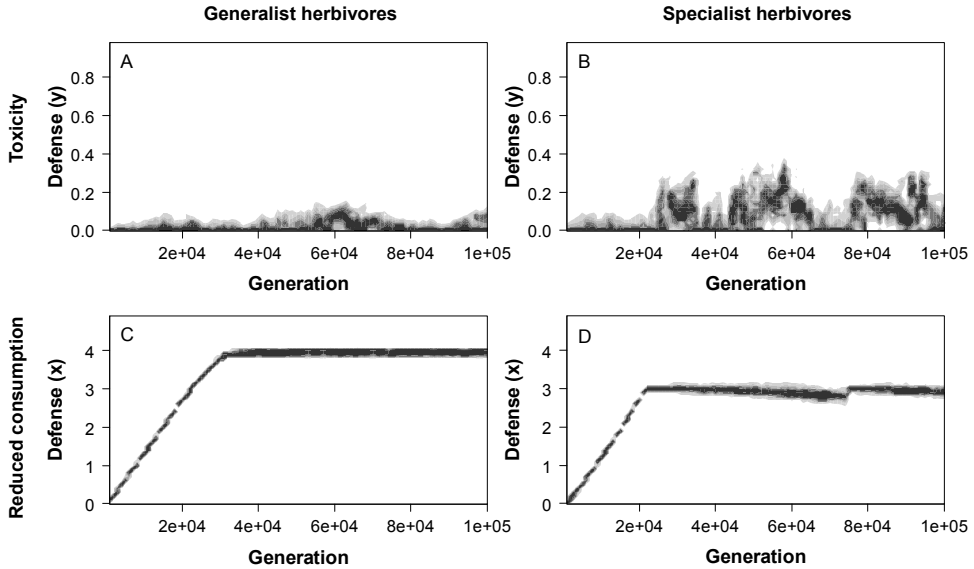 Generalist herbivores
Specialist herbivores
Toxicity
Defense (y)
A
0.8
0.6
0.4
0.2
0.0
2e+04 4e+04 6e+04 8e+04 1e+05
Generation
Defense (y)
B
0.8
0.6
0.4
0.2
0.0
2e+04 4e+04 6e+04 8e+04 1e+05
Generation
Reduced consumption
Defense (x)
C
4
3
2
1
0
2e+04 4e+04 6e+04 8e+04 1e+05
Generation
Defense (x)
D
4
3
2
1
0
2e+04 4e+04 6e+04 8e+04 1e+05
Generation